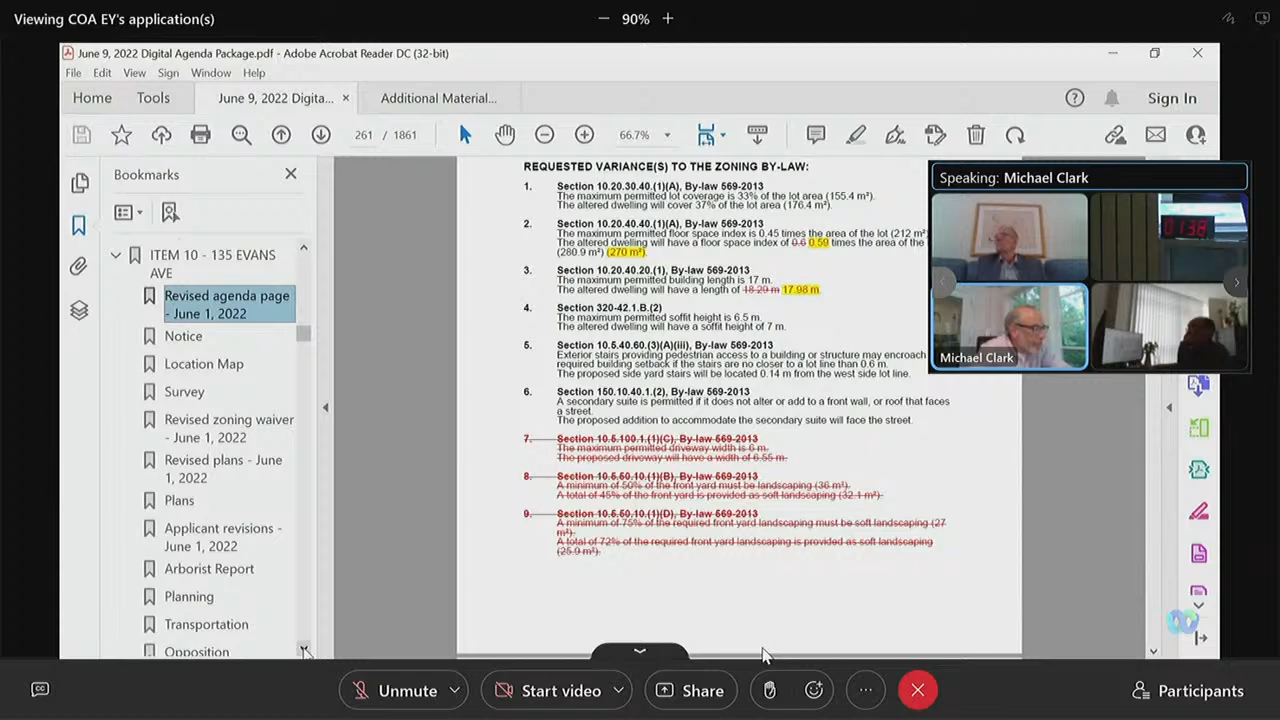 Viewing COA EY's application(s)
90%
June 9, 2022 Digital Agenda Package.pdf - Adobe Acrobat Reader DC (32-bit)
File Edit View Sign Window Help
Home Tools June 9, 2022 Digita... Additional Material... Sign In
261 / 1861 66.7%
Bookmarks
ITEM 10 - 135 EVANS
AVE
Revised agenda page
- June 1, 2022
Notice
Location Map
Survey
Revised zoning waiver
- June 1, 2022
Revised plans - June
1, 2022
Plans
Applicant revisions -
June 1, 2022
Arborist Report
Planning
Transportation
Opposition
REQUESTED VARIANCE(S) TO THE ZONING BY-LAW:
1. Section 10.20.30.40.(1)(A), By-law 569-2013
The maximum permitted lot coverage is 33% of the lot area (155.4 m²).
The altered dwelling will cover 37% of the lot area (176.4 m²).
2. Section 10.20.40.40.(1)(A), By-law 569-2013
The maximum permitted floor space index is 0.45 times the area of the lot (212 m²
The altered dwelling will have a floor space index of 0.6 0.59 times the area of the
(280.9 m²) (270 m²).
3. Section 10.20.40.20.(1), By-law 569-2013
The maximum permitted building length is 17 m.
The altered dwelling will have a length of 18.29 m 17.98 m.
4. Section 320-42.1.B.(2)
The maximum permitted soffit height is 6.5 m.
The altered dwelling will have a soffit height of 7 m.
5. Section 10.5.40.60.(3)(A)(iii), By-law 569-2013
Exterior stairs providing pedestrian access to a building or structure may encroach
required building setback if the stairs are no closer to a lot line than 0.6 m.
The proposed side yard stairs will be located 0.14 m from the west side lot line.
6. Section 150.10.40.1.(2), By-law 569-2013
A secondary suite is permitted if it does not alter or add to a front wall, or roof that faces
a street.
The proposed addition to accommodate the secondary suite will face the street.
7. Section 10.5.100.1.(1)(C), By-law 569-2013
The maximum permitted driveway width is 6 m.
The proposed driveway will have a width of 6.55 m.
8. Section 10.5.50.10.(1)(B), By-law 569-2013
A minimum of 50% of the front yard must be landscaping (36 m²).
A total of 45% of the front yard is provided as soft landscaping (32.1 m²).
9. Section 10.5.50.10.(1)(D), By-law 569-2013
A minimum of 75% of the required front yard landscaping must be soft landscaping (27
m²).
A total of 72% of the required front yard landscaping is provided as soft landscaping
(25.9 m²).
Speaking: Michael Clark
01:38
Michael Clark
Unmute Start video Share Participants